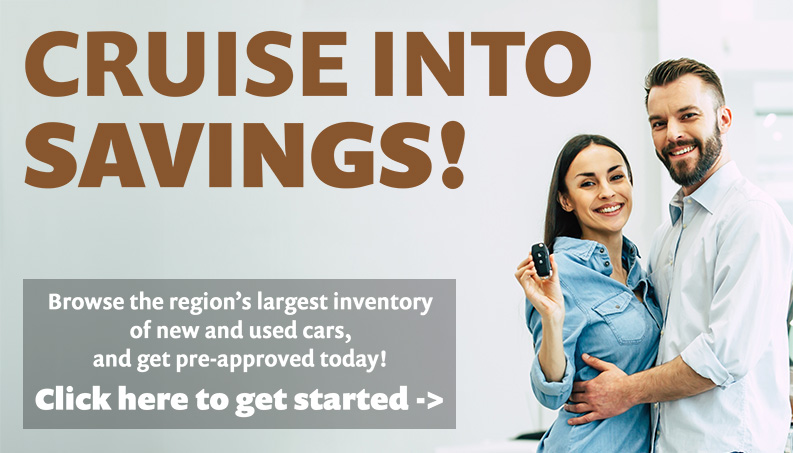 CRUISE INTO
SAVINGS!
Browse the region’s largest inventory
of new and used cars,
and get pre-approved today!
Click here to get started ->